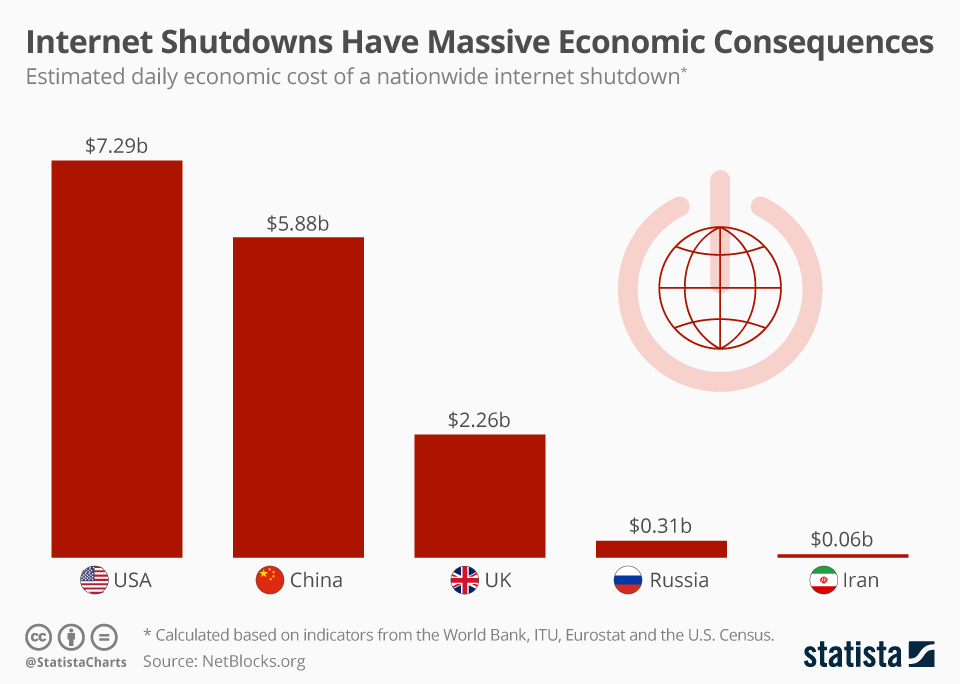 Internet Shutdowns Have Massive Economic Consequences
Estimated daily economic cost of a nationwide internet shutdown*
$7.29b
$5.88b
$2.26b
$0.31b
$0.06b
USA
China
UK
Russia
Iran
* Calculated based on indicators from the World Bank, ITU, Eurostat and the U.S. Census.
cc
@StatistaCharts
Source: NetBlocks.org
statista